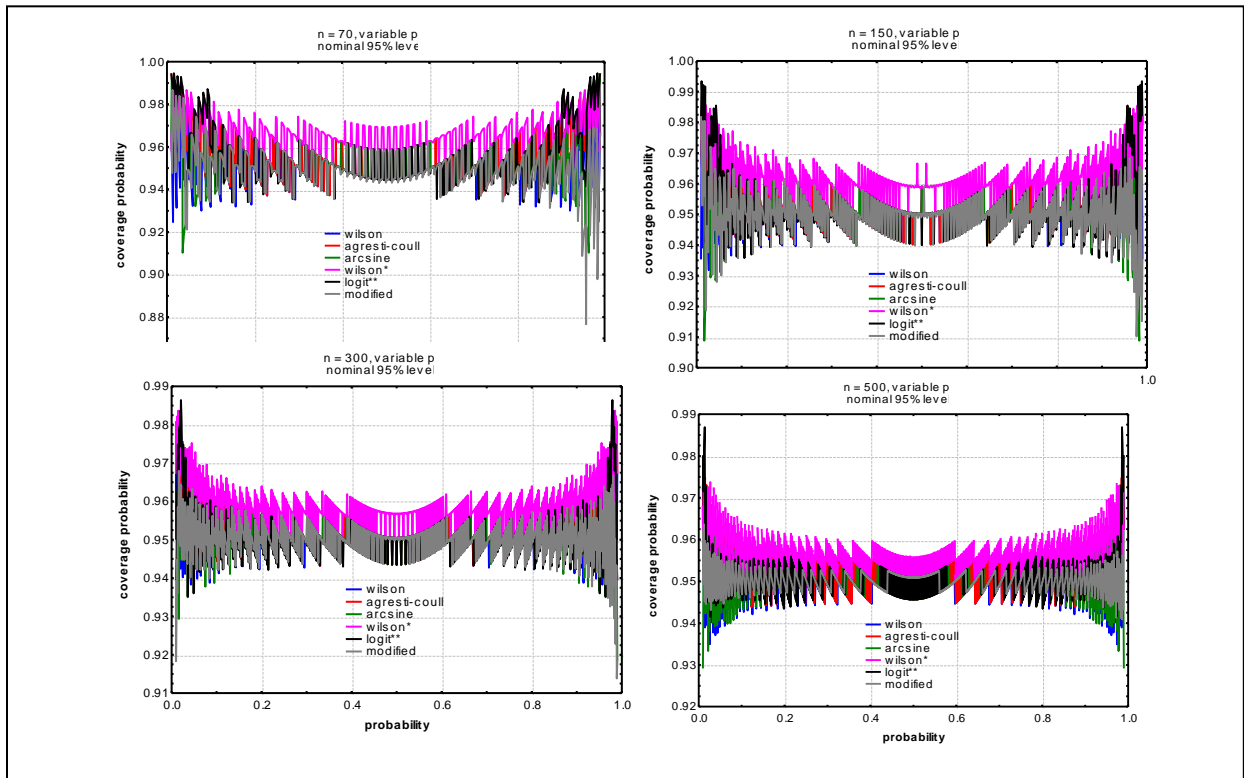 n = 70, variable p
nominal 95% level
1.00
0.98
0.96
0.94
0.92
0.90
0.88
coverage probability
wilson
agresti-coull
arcsine
wilson*
logit**
modified
n = 150, variable p
nominal 95% level
1.00
0.99
0.98
0.97
0.96
0.95
0.94
0.93
0.92
0.91
0.90
coverage probability
wilson
agresti-coull
arcsine
wilson*
logit**
modified
1.0
n = 300, variable p
nominal 95% level
0.99
0.98
0.97
0.96
0.95
0.94
0.93
0.92
0.91
coverage probability
wilson
agresti-coull
arcsine
wilson*
logit**
modified
0.0 0.2 0.4 0.6 0.8 1.0
probability
n = 500, variable p
nominal 95% level
0.99
0.98
0.97
0.96
0.95
0.94
0.93
0.92
coverage probability
wilson
agresti-coull
arcsine
wilson*
logit**
modified
0.0 0.2 0.4 0.6 0.8 1.0
probability